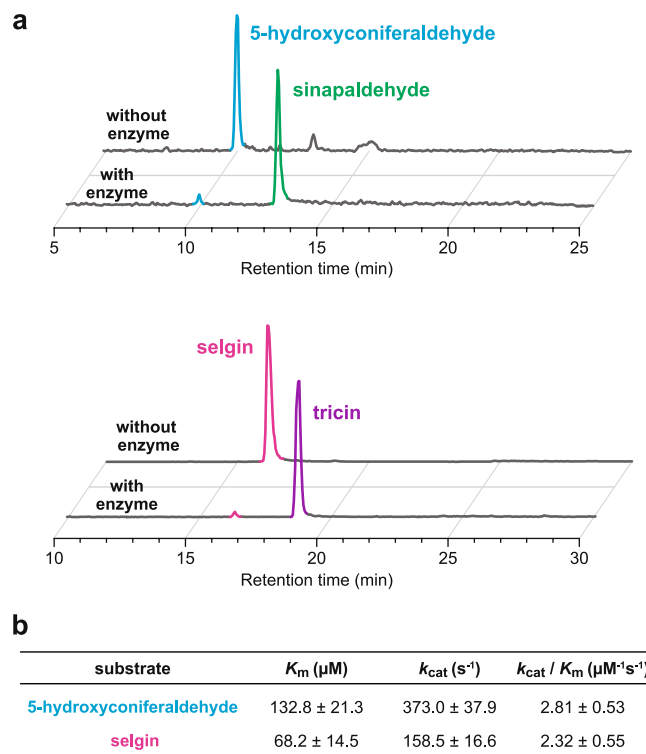 a
5-hydroxyconiferaldehyde
sinapaldehyde
without
enzyme
with
enzyme
5 10 15 20 25
Retention time (min)
selgin
tricin
without
enzyme
with
enzyme
10 15 20 25 30
Retention time (min)
b
substrate Km (µM) kcat (s⁻¹) kcat / Km (µM⁻¹s⁻¹)
5-hydroxyconiferaldehyde 132.8 ± 21.3 373.0 ± 37.9 2.81 ± 0.53
selgin 68.2 ± 14.5 158.5 ± 16.6 2.32 ± 0.55